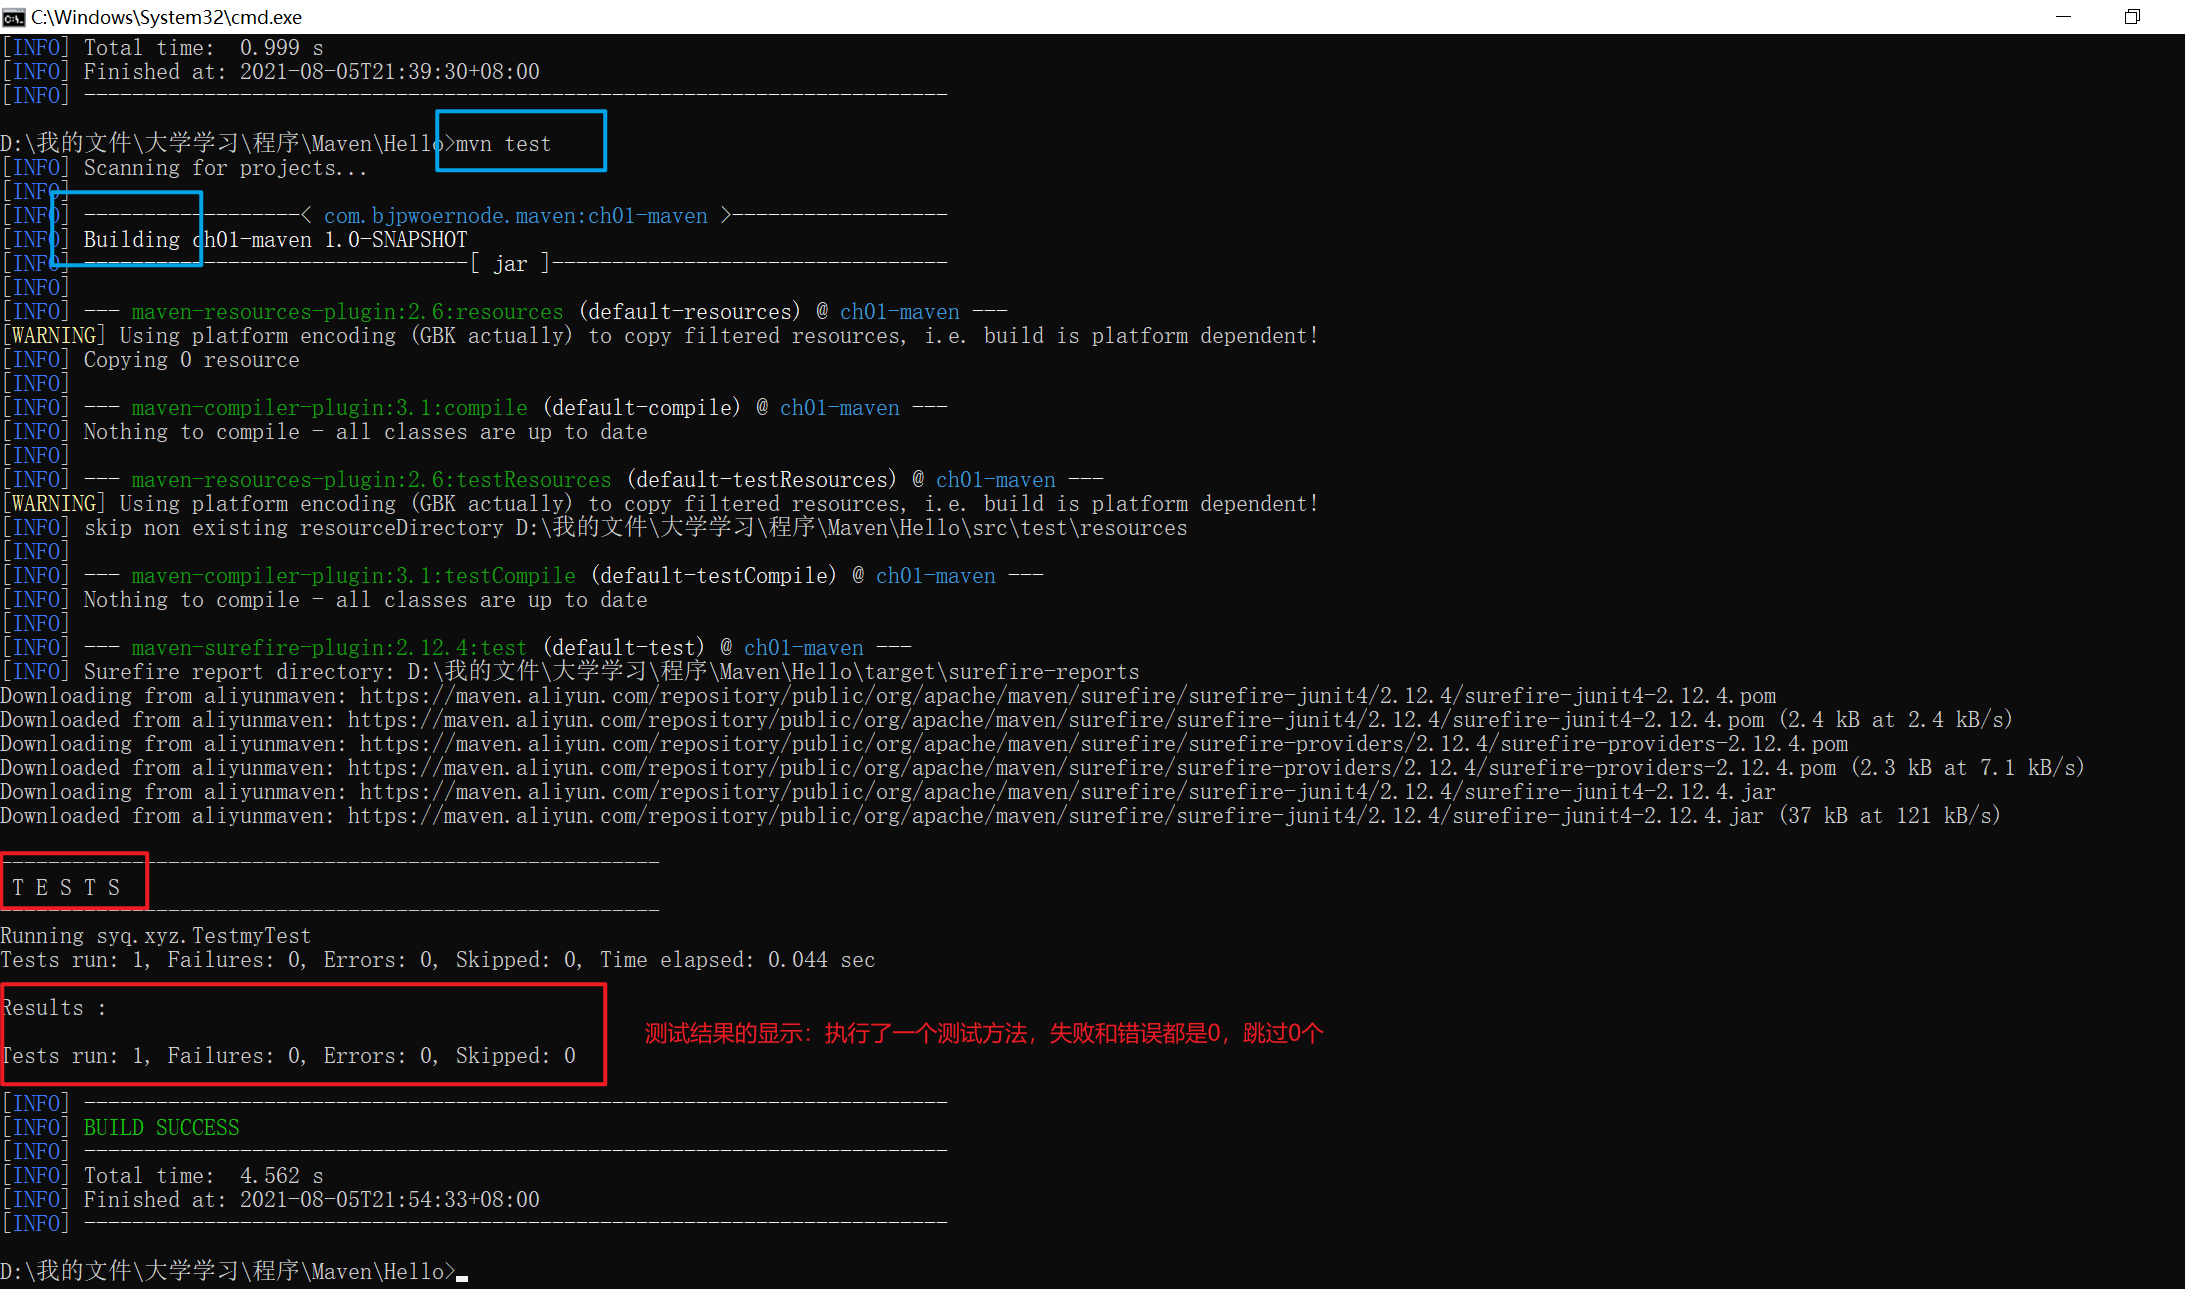 C:\Windows\System32\cmd.exe
[INFO] Total time:  0.999 s
[INFO] Finished at: 2021-08-05T21:39:30+08:00
[INFO] ------------------------------------------------------------------------
D:\我的文件\大学学习\程序\Maven\Hello>mvn test
[INFO] Scanning for projects...
[INFO]
[INFO] ------------------< com.bjpwoernode.maven:ch01-maven >------------------
[INFO] Building ch01-maven 1.0-SNAPSHOT
[INFO] --------------------------------[ jar ]---------------------------------
[INFO]
[INFO] --- maven-resources-plugin:2.6:resources (default-resources) @ ch01-maven ---
[WARNING] Using platform encoding (GBK actually) to copy filtered resources, i.e. build is platform dependent!
[INFO] Copying 0 resource
[INFO]
[INFO] --- maven-compiler-plugin:3.1:compile (default-compile) @ ch01-maven ---
[INFO] Nothing to compile - all classes are up to date
[INFO]
[INFO] --- maven-resources-plugin:2.6:testResources (default-testResources) @ ch01-maven ---
[WARNING] Using platform encoding (GBK actually) to copy filtered resources, i.e. build is platform dependent!
[INFO] skip non existing resourceDirectory D:\我的文件\大学学习\程序\Maven\Hello\src\test\resources
[INFO]
[INFO] --- maven-compiler-plugin:3.1:testCompile (default-testCompile) @ ch01-maven ---
[INFO] Nothing to compile - all classes are up to date
[INFO]
[INFO] --- maven-surefire-plugin:2.12.4:test (default-test) @ ch01-maven ---
[INFO] Surefire report directory: D:\我的文件\大学学习\程序\Maven\Hello\target\surefire-reports
Downloading from aliyunmaven: https://maven.aliyun.com/repository/public/org/apache/maven/surefire/surefire-junit4/2.12.4/surefire-junit4-2.12.4.pom
Downloaded from aliyunmaven: https://maven.aliyun.com/repository/public/org/apache/maven/surefire/surefire-junit4/2.12.4/surefire-junit4-2.12.4.pom (2.4 kB at 2.4 kB/s)
Downloading from aliyunmaven: https://maven.aliyun.com/repository/public/org/apache/maven/surefire/surefire-providers/2.12.4/surefire-providers-2.12.4.pom
Downloaded from aliyunmaven: https://maven.aliyun.com/repository/public/org/apache/maven/surefire/surefire-providers/2.12.4/surefire-providers-2.12.4.pom (2.3 kB at 7.1 kB/s)
Downloading from aliyunmaven: https://maven.aliyun.com/repository/public/org/apache/maven/surefire/surefire-junit4/2.12.4/surefire-junit4-2.12.4.jar
Downloaded from aliyunmaven: https://maven.aliyun.com/repository/public/org/apache/maven/surefire/surefire-junit4/2.12.4/surefire-junit4-2.12.4.jar (37 kB at 121 kB/s)
-------------------------------------------------------
 T E S T S
-------------------------------------------------------
Running syq.xyz.TestmyTest
Tests run: 1, Failures: 0, Errors: 0, Skipped: 0, Time elapsed: 0.044 sec
Results :
测试结果的显示：执行了一个测试方法，失败和错误都是0，跳过0个
Tests run: 1, Failures: 0, Errors: 0, Skipped: 0
[INFO] ------------------------------------------------------------------------
[INFO] BUILD SUCCESS
[INFO] ------------------------------------------------------------------------
[INFO] Total time:  4.562 s
[INFO] Finished at: 2021-08-05T21:54:33+08:00
[INFO] ------------------------------------------------------------------------
D:\我的文件\大学学习\程序\Maven\Hello>